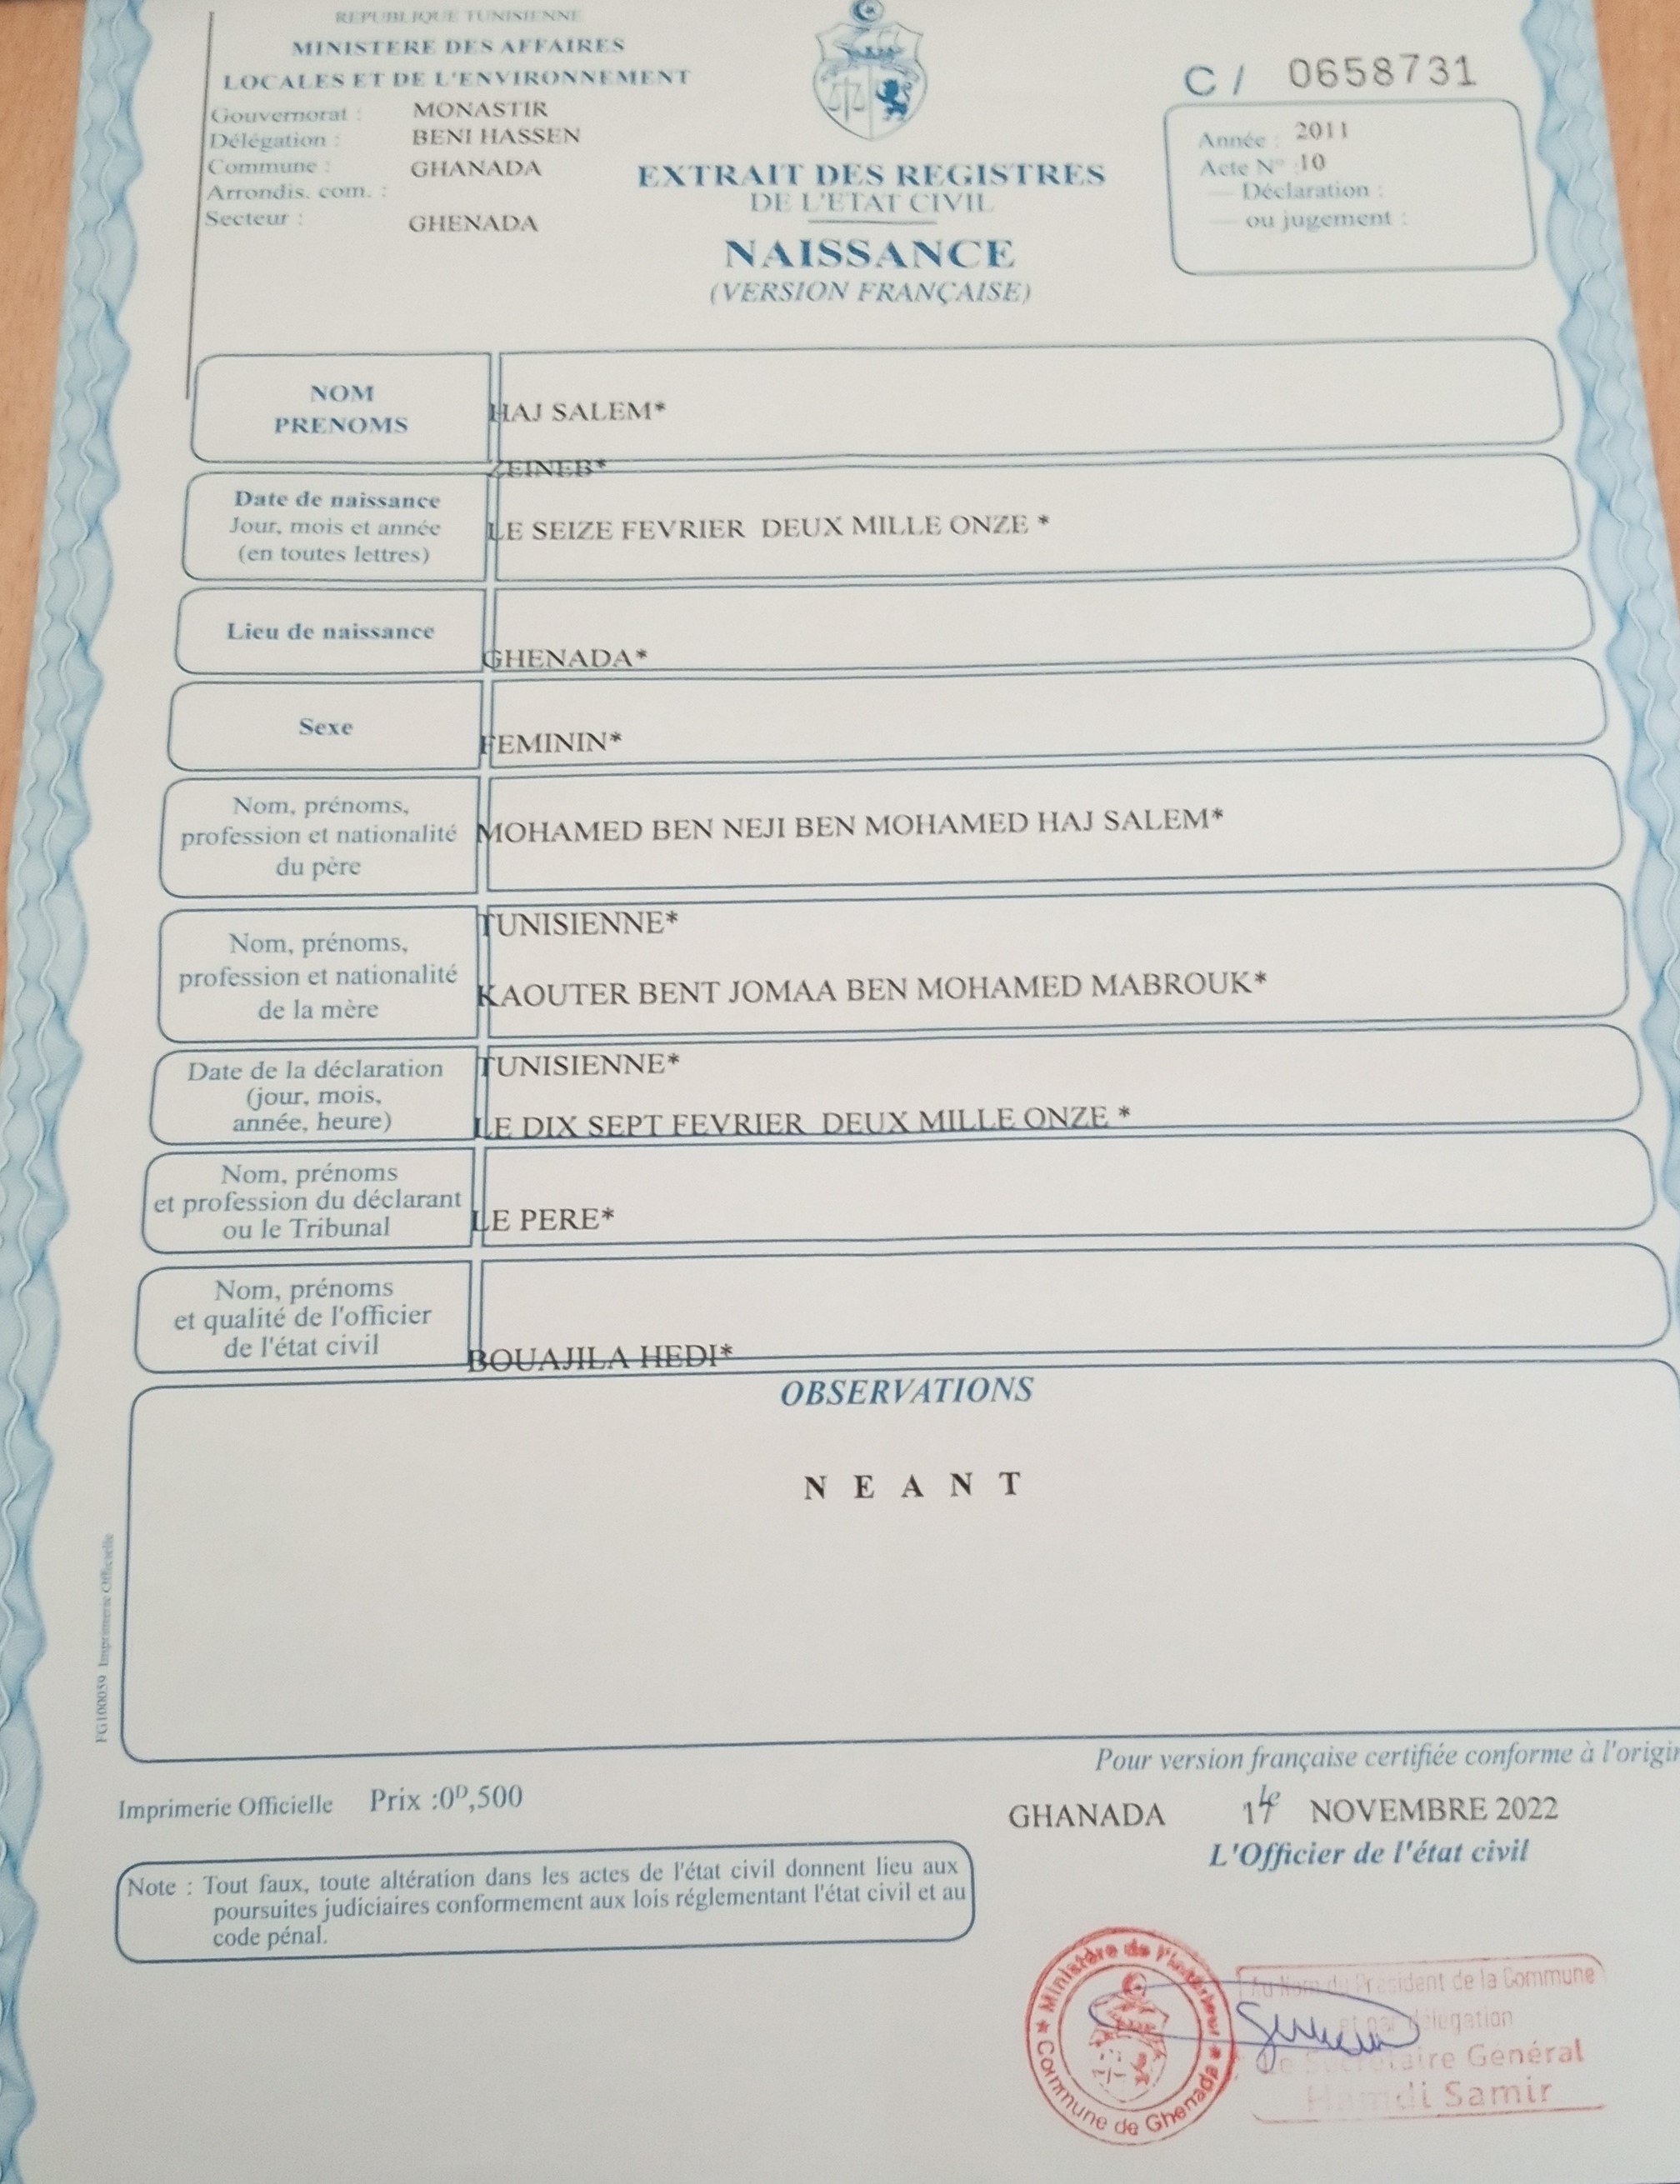 REPUBLIQUE TUNISIENNE
MINISTERE DES AFFAIRES
LOCALES ET DE L'ENVIRONNEMENT
Gouvernorat : MONASTIR
Délégation : BENI HASSEN
Commune : GHANADA
Arrondis. com. :
Secteur : GHENADA
EXTRAIT DES REGISTRES
DE L'ETAT CIVIL
NAISSANCE
(VERSION FRANÇAISE)
C / 0658731
Année : 2011
Acte N° :10
— Déclaration :
— ou jugement :
NOM
PRENOMS
HAJ SALEM*
ZEINEB*
Date de naissance
Jour, mois et année
(en toutes lettres)
LE SEIZE FEVRIER DEUX MILLE ONZE *
Lieu de naissance
GHENADA*
Sexe
FEMININ*
Nom, prénoms,
profession et nationalité
du père
MOHAMED BEN NEJI BEN MOHAMED HAJ SALEM*
TUNISIENNE*
Nom, prénoms,
profession et nationalité
de la mère
KAOUTER BENT JOMAA BEN MOHAMED MABROUK*
TUNISIENNE*
Date de la déclaration
(jour, mois,
année, heure)
LE DIX SEPT FEVRIER DEUX MILLE ONZE *
Nom, prénoms
et profession du déclarant
ou le Tribunal
LE PERE*
Nom, prénoms
et qualité de l'officier
de l'état civil
BOUAJILA HEDI*
OBSERVATIONS
N E A N T
FG100059 Imprimerie Officielle
Pour version française certifiée conforme à l'origin
Imprimerie Officielle Prix :0ᴰ,500
GHANADA le 17 NOVEMBRE 2022
L'Officier de l'état civil
Note : Tout faux, toute altération dans les actes de l'état civil donnent lieu aux
poursuites judiciaires conformement aux lois réglementant l'état civil et au
code pénal.
Ministère de l'Intérieur
Commune de Ghenada
Au Nom du Président de la Commune
et par délégation
Le Secrétaire Général
Hamdi Samir